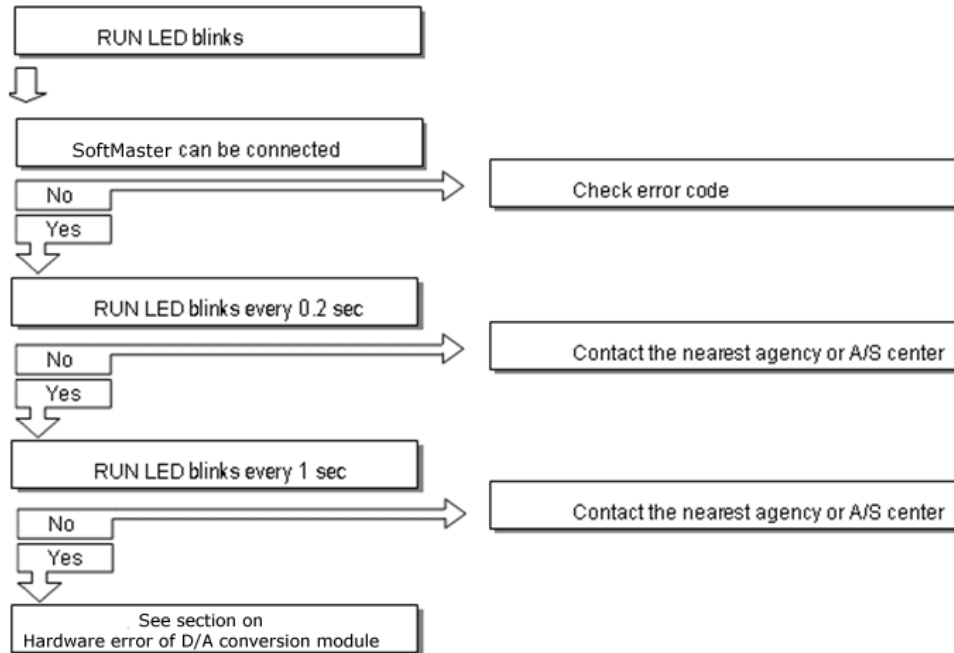 RUN LED blinks
SoftMaster can be connected
No
Check error code
Yes
RUN LED blinks every 0.2 sec
No
Contact the nearest agency or A/S center
Yes
RUN LED blinks every 1 sec
No
Contact the nearest agency or A/S center
Yes
See section on
Hardware error of D/A conversion module